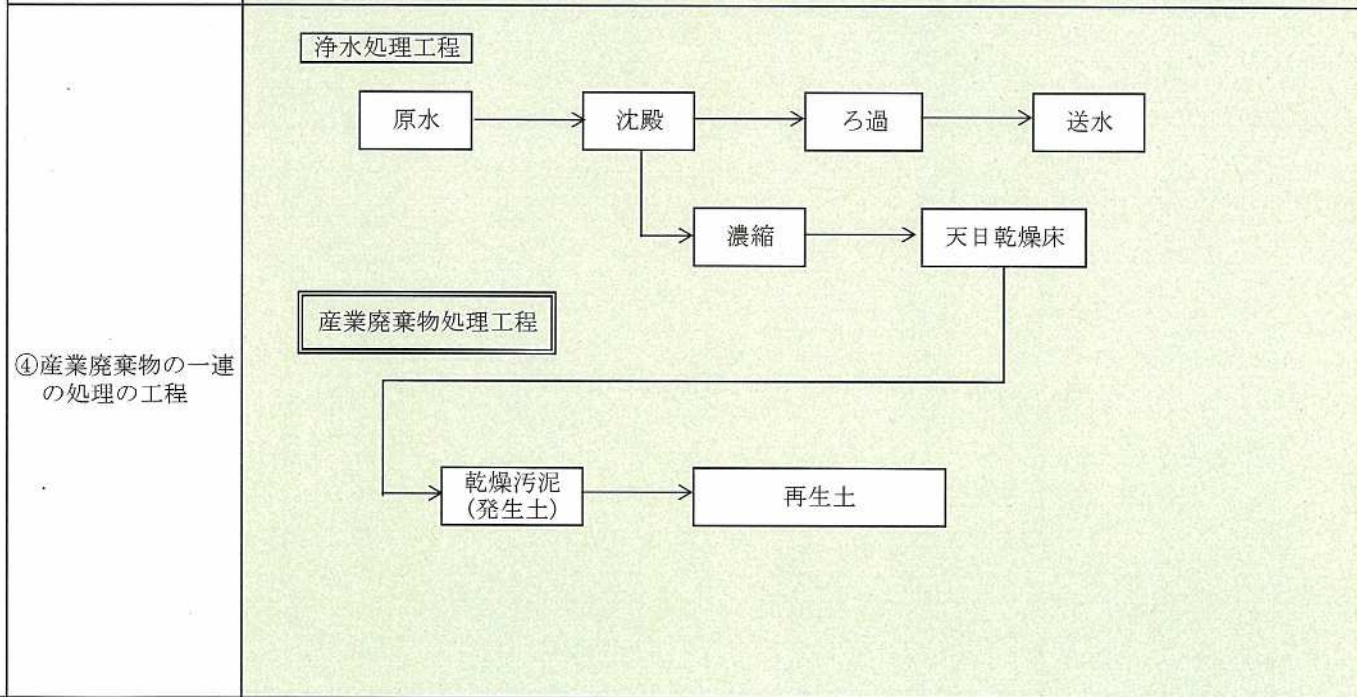 ④産業廃棄物の一連
の処理の工程
浄水処理工程
原水
沈殿
ろ過
送水
濃縮
天日乾燥床
産業廃棄物処理工程
乾燥汚泥
(発生土)
再生土